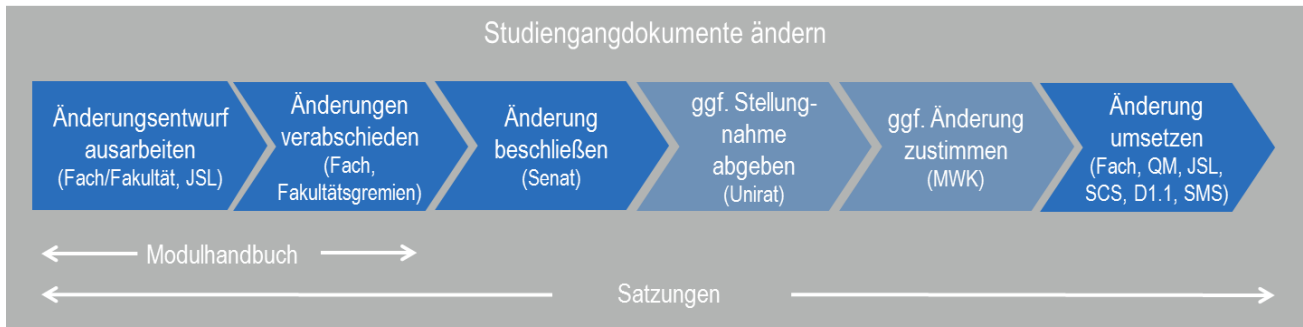 Studiengangdokumente ändern
Änderungsentwurf
ausarbeiten
(Fach/Fakultät, JSL)
Änderungen
verabschieden
(Fach,
Fakultätsgremien)
Änderung
beschließen
(Senat)
ggf. Stellung-
nahme
abgeben
(Unirat)
ggf. Änderung
zustimmen
(MWK)
Änderung
umsetzen
(Fach, QM, JSL,
SCS, D1.1, SMS)
Modulhandbuch
Satzungen